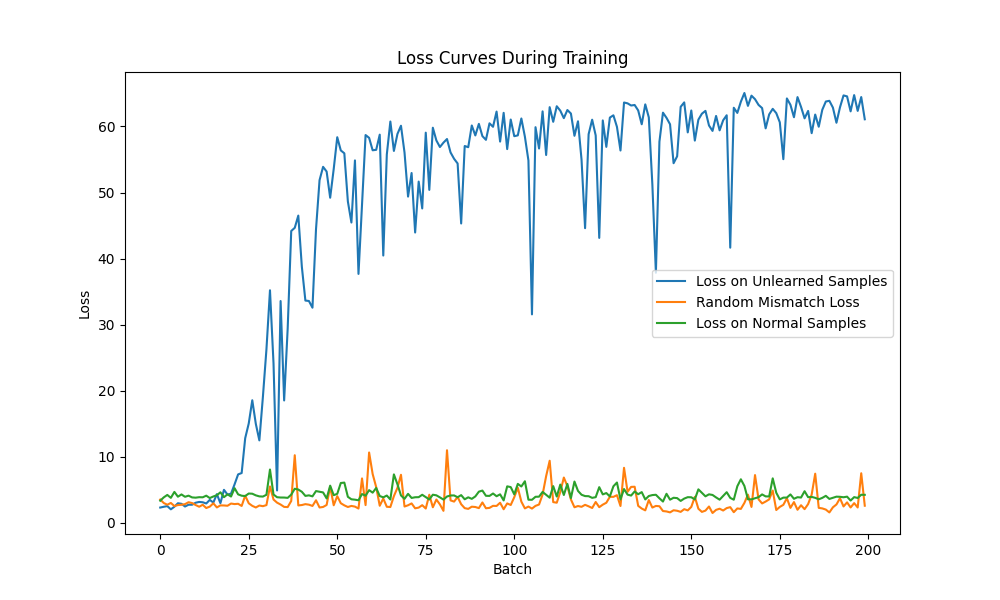 Loss Curves During Training
Loss
60
50
40
30
20
10
0
Loss on Unlearned Samples
Random Mismatch Loss
Loss on Normal Samples
0 25 50 75 100 125 150 175 200
Batch